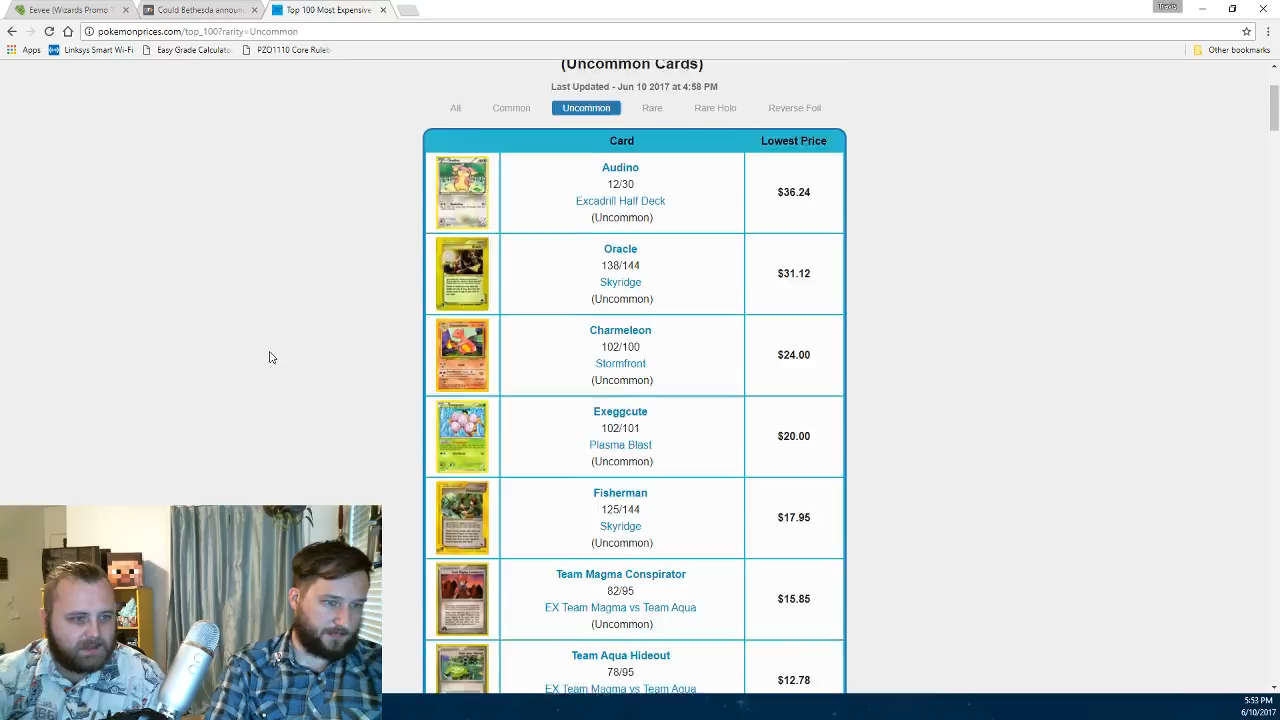 Eevee (Wizards Promo
Could Bethesda announ
Top 100 Most Expensive
Travis
pokemonprices.com/top_100?rarity=Uncommon
Apps
Linksys Smart Wi-Fi
Easy Grade Calculato
PZO1110 Core Ruleb
Other bookmarks
(Uncommon Cards)
Last Updated - Jun 10 2017 at 4:58 PM
All
Common
Uncommon
Rare
Rare Holo
Reverse Foil
Card
Lowest Price
Audino
12/30
Excadrill Half Deck
(Uncommon)
$36.24
Oracle
138/144
Skyridge
(Uncommon)
$31.12
Charmeleon
102/100
Stormfront
(Uncommon)
$24.00
Exeggcute
102/101
Plasma Blast
(Uncommon)
$20.00
Fisherman
125/144
Skyridge
(Uncommon)
$17.95
Team Magma Conspirator
82/95
EX Team Magma vs Team Aqua
(Uncommon)
$15.85
Team Aqua Hideout
78/95
EX Team Magma vs Team Aqua
$12.78
5:53 PM
6/10/2017